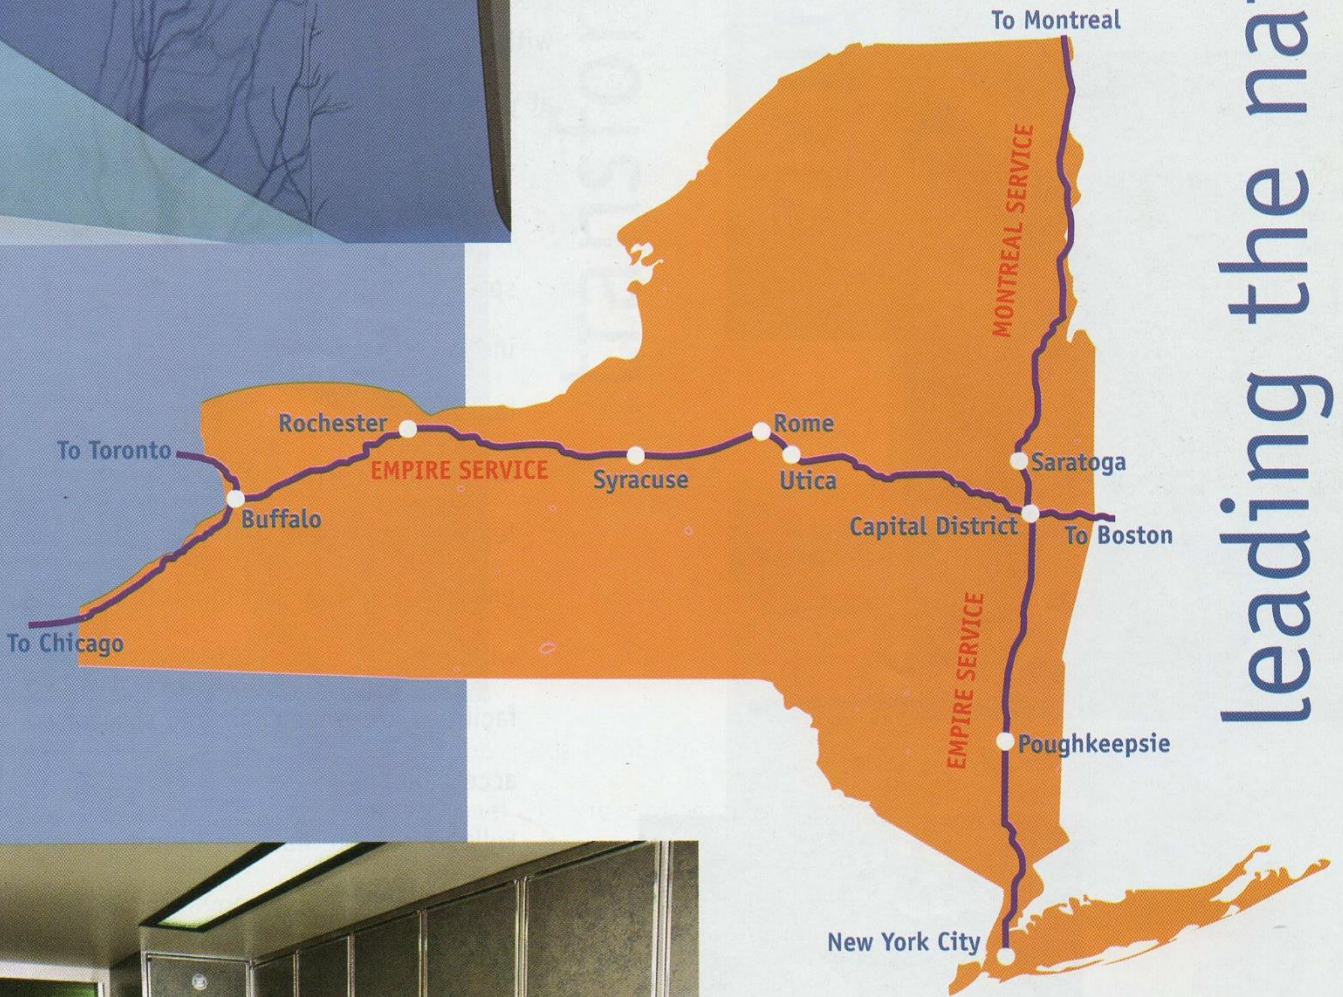 To Montreal
MONTREAL SERVICE
Rochester
Rome
To Toronto
EMPIRE SERVICE
Syracuse
Utica
Saratoga
Buffalo
Capital District
To Boston
To Chicago
EMPIRE SERVICE
Poughkeepsie
New York City
leading the na